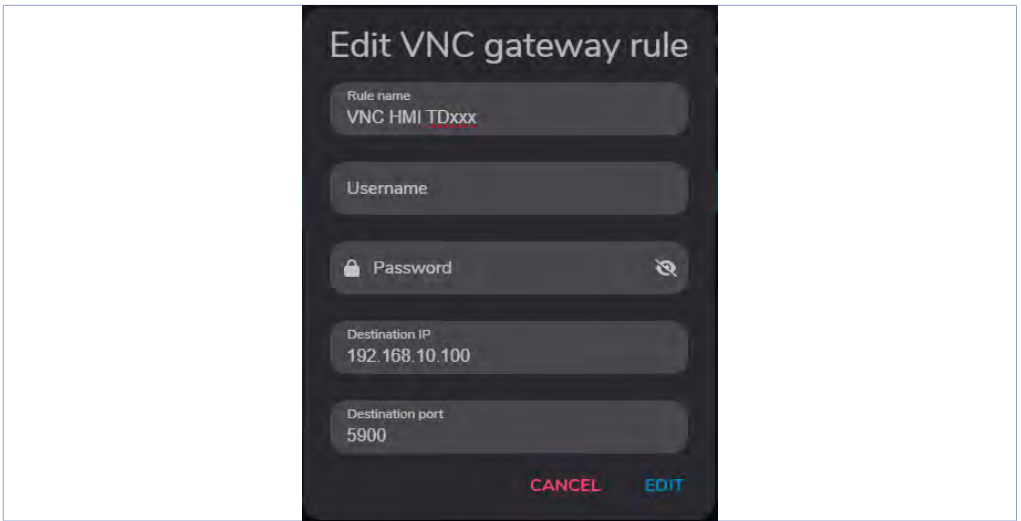 Edit VNC gateway rule
Rule name
VNC HMI TDxxx
Username
Password
Destination IP
192.168.10.100
Destination port
5900
CANCEL EDIT